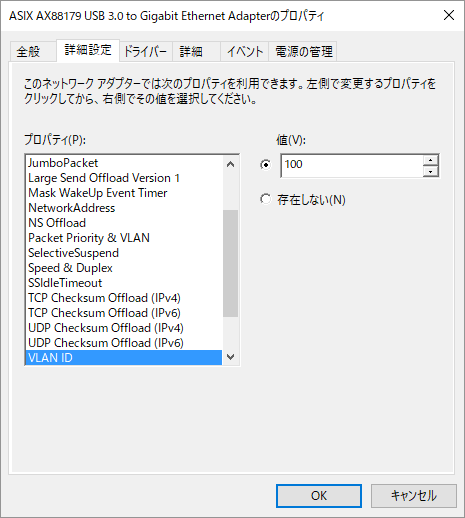 ASIX AX88179 USB 3.0 to Gigabit Ethernet Adapterのプロパティ
全般 詳細設定 ドライバー 詳細 イベント 電源の管理
このネットワーク アダプターでは次のプロパティを利用できます。左側で変更するプロパティを
クリックしてから、右側でその値を選択してください。
プロパティ(P): 値(V):
JumboPacket
Large Send Offload Version 1
Mask WakeUp Event Timer
NetworkAddress
NS Offload
Packet Priority & VLAN
SelectiveSuspend
Speed & Duplex
SSIdleTimeout
TCP Checksum Offload (IPv4)
TCP Checksum Offload (IPv6)
UDP Checksum Offload (IPv4)
UDP Checksum Offload (IPv6)
VLAN ID
100
存在しない(N)
OK キャンセル